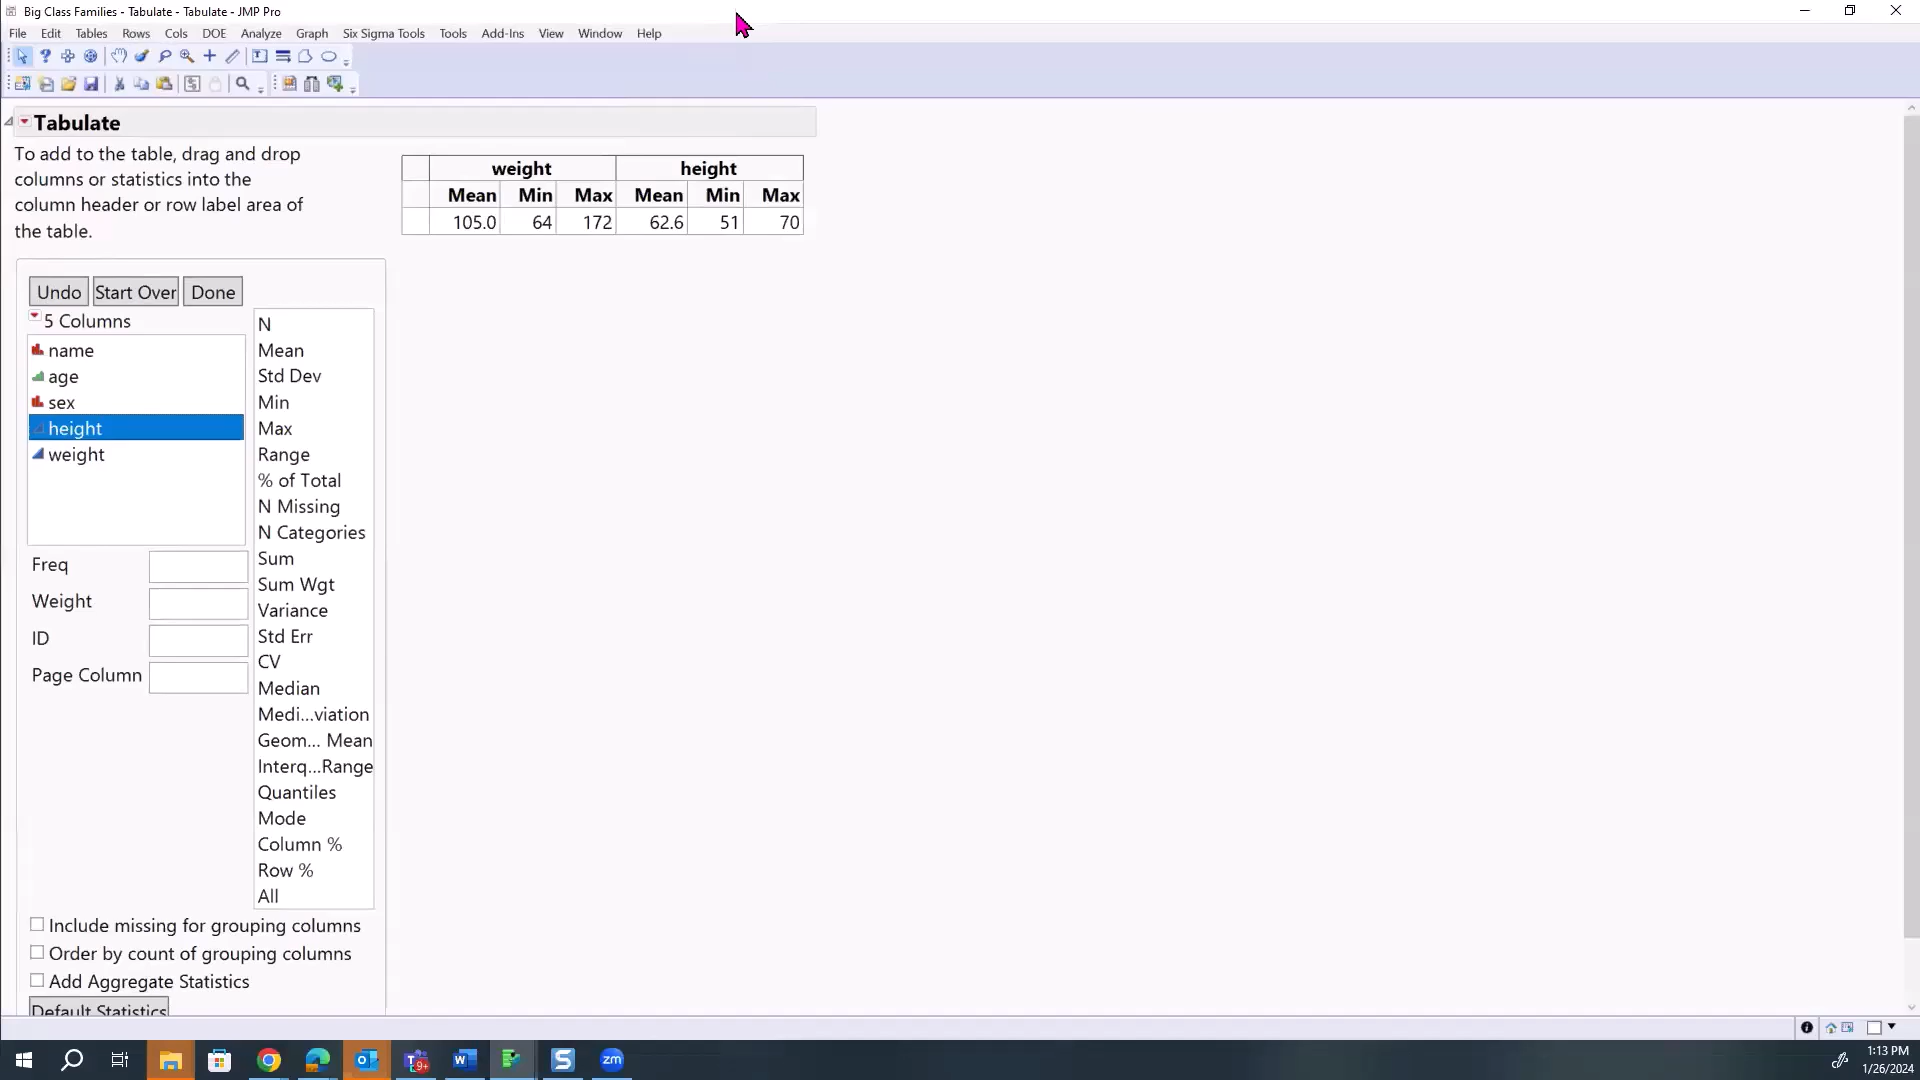 Big Class Families - Tabulate - Tabulate - JMP Pro
File Edit Tables Rows Cols DOE Analyze Graph Six Sigma Tools Tools Add-Ins View Window Help
Tabulate
To add to the table, drag and drop
columns or statistics into the
column header or row label area of
the table.
weight height
Mean Min Max Mean Min Max
105.0 64 172 62.6 51 70
Undo Start Over Done
5 Columns
name
age
sex
height
weight
N
Mean
Std Dev
Min
Max
Range
% of Total
N Missing
N Categories
Sum
Sum Wgt
Variance
Std Err
CV
Median
Medi...viation
Geom... Mean
Interq...Range
Quantiles
Mode
Column %
Row %
All
Freq
Weight
ID
Page Column
Include missing for grouping columns
Order by count of grouping columns
Add Aggregate Statistics
Default Statistics
1:13 PM
1/26/2024
9+
zm